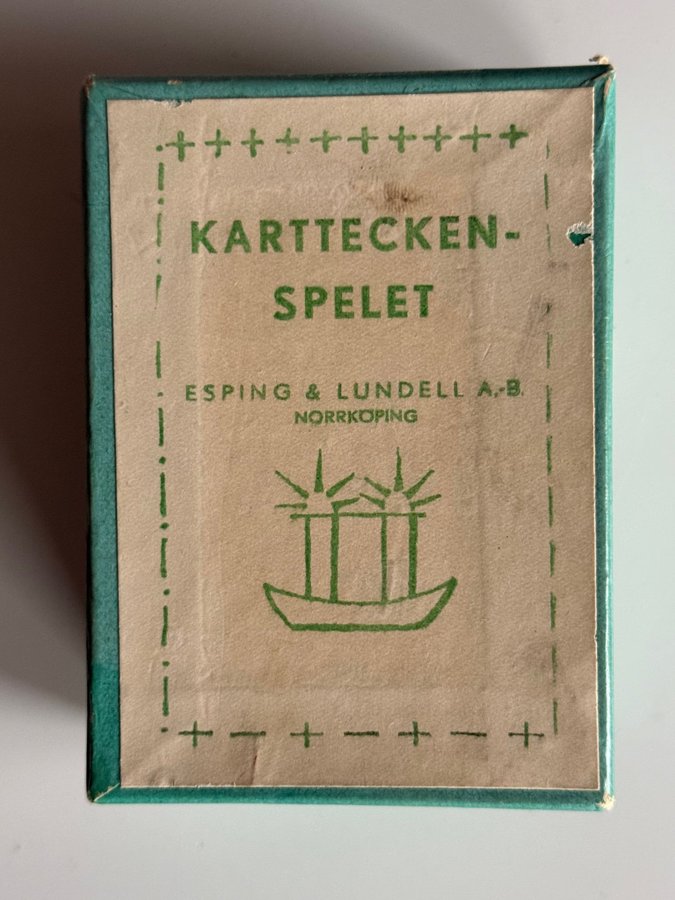 KARTTECKEN-
SPELET
ESPING & LUNDELL A.-B.
NORRKÖPING